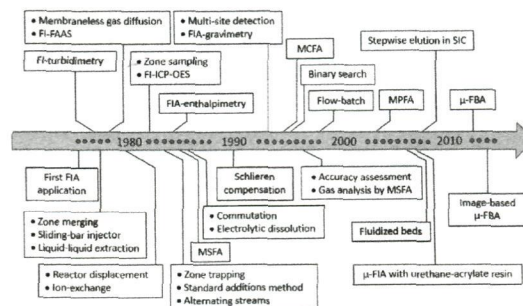 • Membraneless gas diffusion
• FI-FAAS
• Multi-site detection
• FIA-gravimetry
Stepwise elution in SIC
FI-turbidimetry
• Zone sampling
• FI-ICP-OES
MCFA
Binary search
FIA-enthalpimetry
Flow-batch
MPFA
μ-FBA
1980
1990
2000
2010
First FIA
application
Schlieren
compensation
• Accuracy assessment
• Gas analysis by MSFA
Image-based
μ-FBA
• Zone merging
• Sliding-bar injector
• Liquid-liquid extraction
• Commutation
• Electrolytic dissolution
Fluidized beds
MSFA
• Reactor displacement
• Ion-exchange
• Zone trapping
• Standard additions method
• Alternating streams
μ-FIA with urethane-acrylate resin